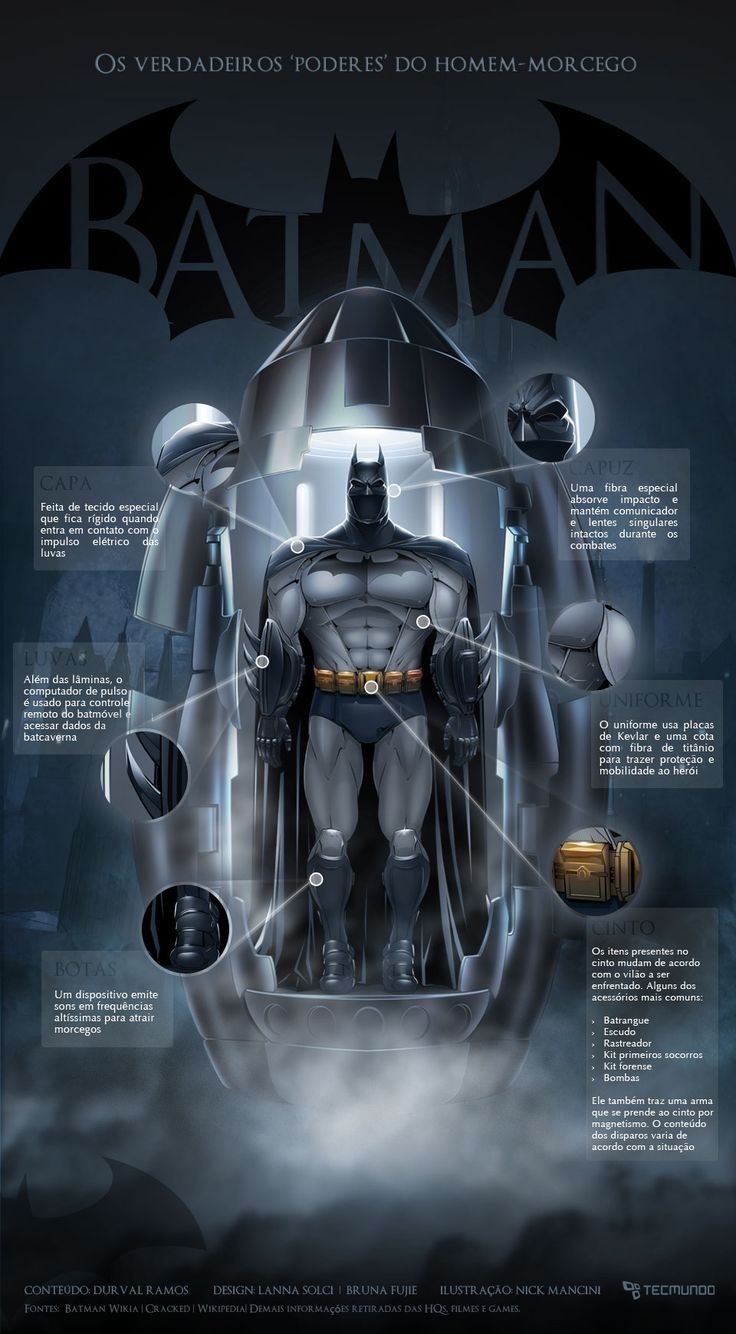 Os verdadeiros ‘poderes’ do homem-morcego
BATMAN
CAPA
Feita de tecido especial
que fica rígido quando
entra em contato com o
impulso elétrico das
luvas
CAPUZ
Uma fibra especial
absorve impacto e
mantém comunicador
e lentes singulares
intactos durante os
combates
LUVAS
Além das lâminas, o
computador de pulso
é usado para controle
remoto do batmóvel e
acessar dados da
batcaverna
UNIFORME
O uniforme usa placas
de Kevlar e uma cota
com fibra de titânio
para trazer proteção e
mobilidade ao herói
BOTAS
Um dispositivo emite
sons em frequências
altíssimas para atrair
morcegos
CINTO
Os itens presentes no
cinto mudam de acordo
com o vilão a ser
enfrentado. Alguns dos
acessórios mais comuns:
› Batrangue
› Escudo
› Rastreador
› Kit primeiros socorros
› Kit forense
› Bombas
Ele também traz uma arma
que se prende ao cinto por
magnetismo. O conteúdo
dos disparos varia de
acordo com a situação
Conteúdo: Durval Ramos Design: Lanna Solci | Bruna Fujie Ilustração: Nick Mancini TECMUNDO
Fontes: Batman Wikia | Cracked | Wikipedia| Demais informações retiradas das HQs, filmes e games.